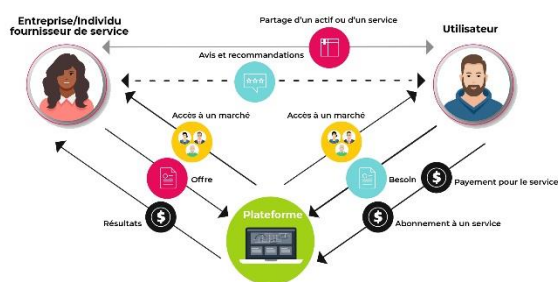 Entreprise/Individu
fournisseur de service
Partage d'un actif ou d'un service
Utilisateur
Avis et recommandations
Accès à un marché
Accès à un marché
Offre
Besoin
Payement pour le service
Plateforme
Résultats
Abonnement à un service